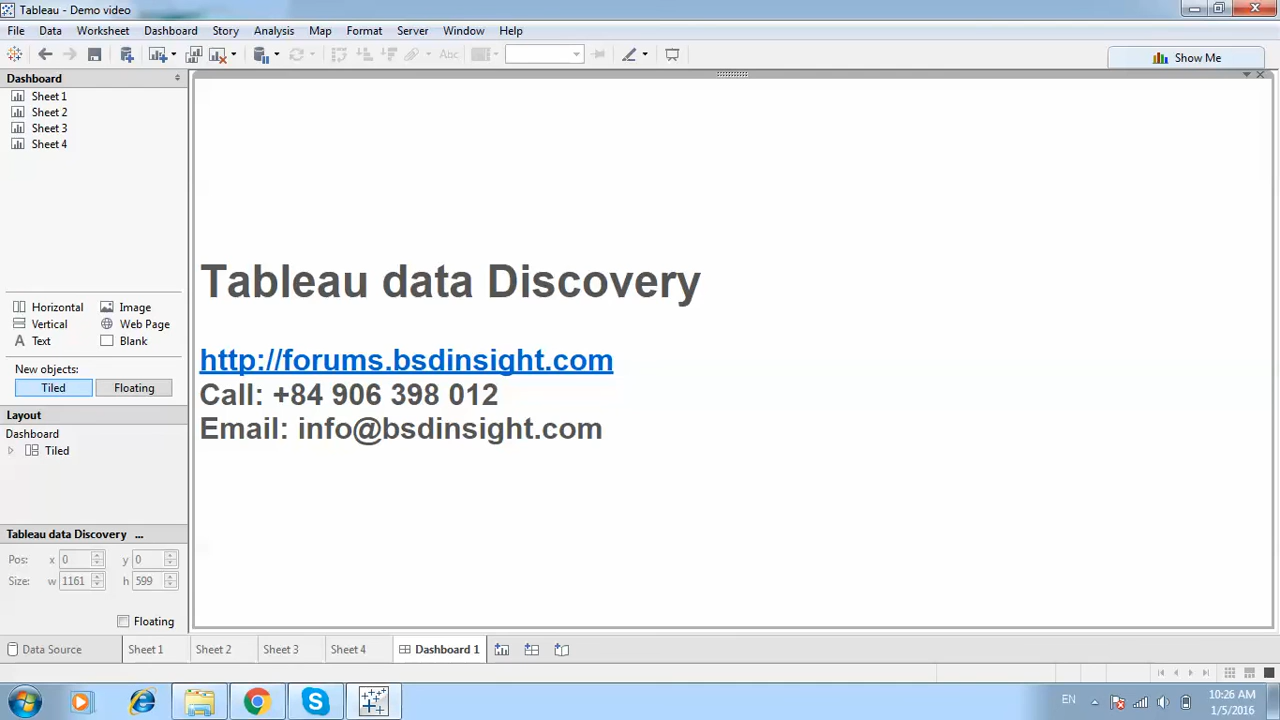 Tableau - Demo video
File Data Worksheet Dashboard Story Analysis Map Format Server Window Help
Abc
Show Me
Dashboard
Sheet 1
Sheet 2
Sheet 3
Sheet 4
Horizontal Image
Vertical Web Page
A Text Blank
New objects:
Tiled Floating
Layout
Dashboard
Tiled
Tableau data Discovery ...
Pos: x 0 y 0
Size: w 1161 h 599
Floating
Tableau data Discovery
http://forums.bsdinsight.com
Call: +84 906 398 012
Email: info@bsdinsight.com
Data Source Sheet 1 Sheet 2 Sheet 3 Sheet 4 Dashboard 1
EN
10:26 AM
1/5/2016